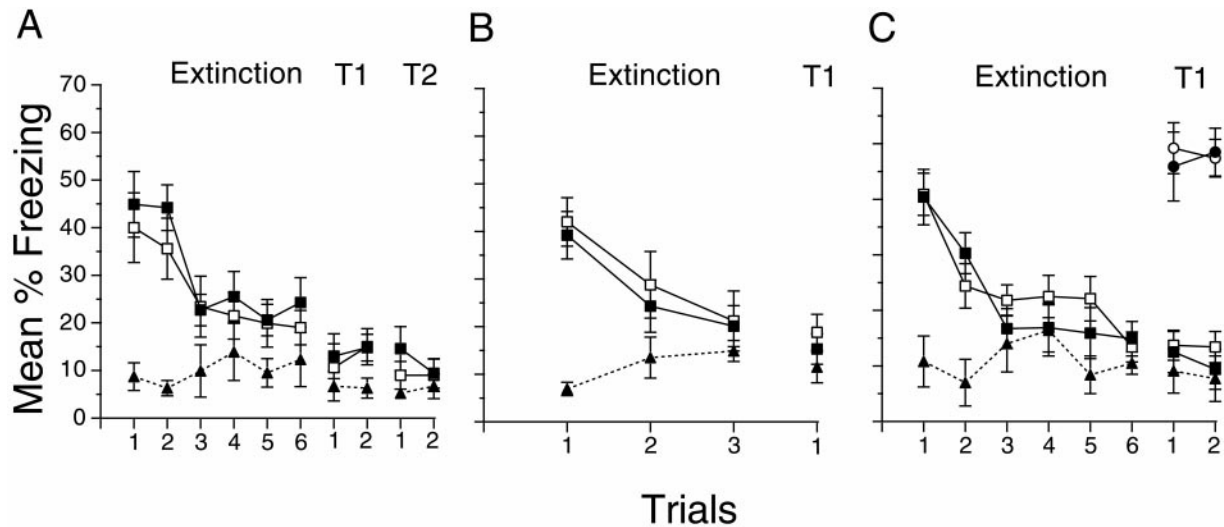 A
B
C
Extinction T1 T2
Extinction T1
Extinction T1
Mean % Freezing
70
60
50
40
30
20
10
0
1 2 3 4 5 6 1 2 1 2
1 2 3 1
1 2 3 4 5 6 1 2
Trials